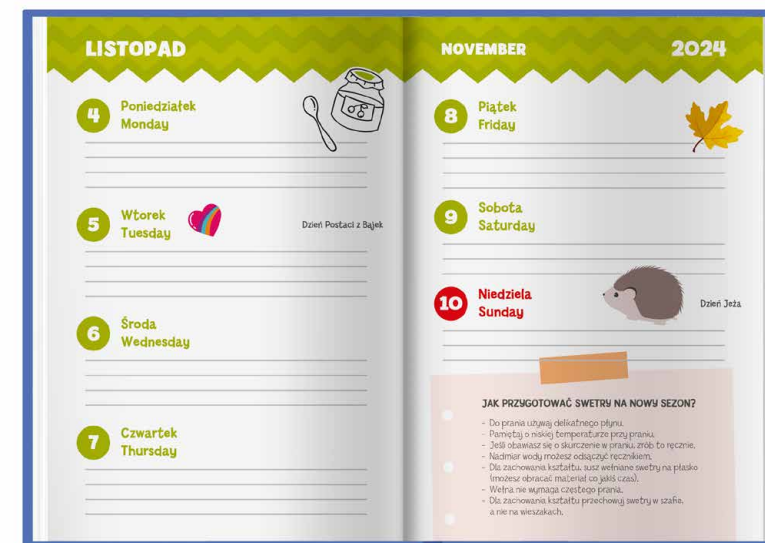 LISTOPAD
4
Poniedziałek
Monday
5
Wtorek
Tuesday
Dzień Postaci z Bajek
6
Środa
Wednesday
7
Czwartek
Thursday
NOVEMBER 2024
8
Piątek
Friday
9
Sobota
Saturday
10
Niedziela
Sunday
Dzień Jeża
JAK PRZYGOTOWAĆ SWETRY NA NOWY SEZON?
- Do prania używaj delikatnego płynu.
- Pamiętaj o niskiej temperaturze przy praniu.
- Jeśli obawiasz się o skurczenie w praniu, zrób to ręcznie.
- Nadmiar wody możesz odsączyć ręcznikiem.
- Dla zachowania kształtu, susz wełniane swetry na płasko
(możesz obracać materiał co jakiś czas).
- Wełna nie wymaga częstego prania.
- Dla zachowania kształtu przechowuj swetry w szafie,
a nie na wieszakach.